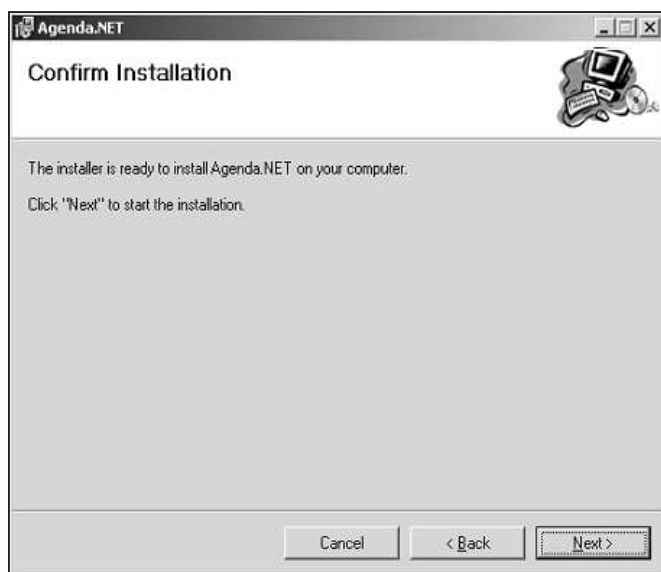 Agenda.NET
Confirm Installation
The installer is ready to install Agenda.NET on your computer.
Click "Next" to start the installation.
Cancel
< Back
Next >